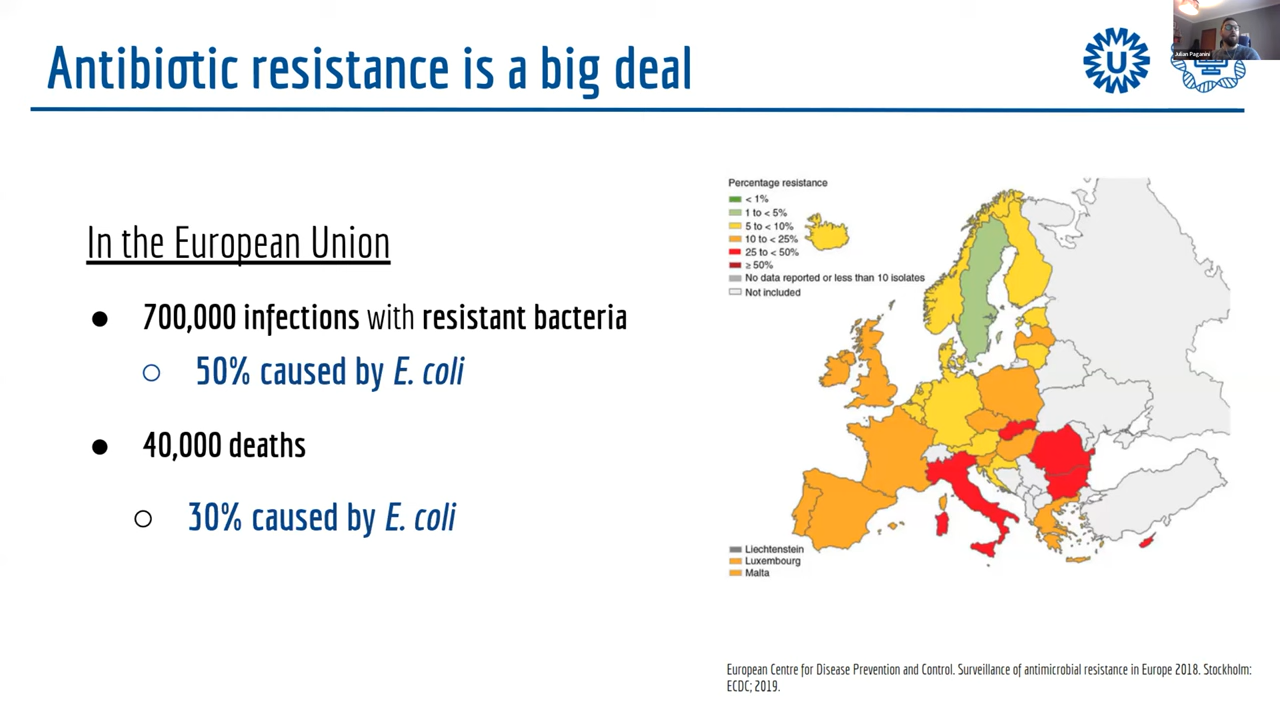 Antibiotic resistance is a big deal
U
Julian Paganini
In the European Union
● 700,000 infections with resistant bacteria
○ 50% caused by E. coli
● 40,000 deaths
○ 30% caused by E. coli
Percentage resistance
< 1%
1 to < 5%
5 to < 10%
10 to < 25%
25 to < 50%
≥ 50%
No data reported or less than 10 isolates
Not included
Liechtenstein
Luxembourg
Malta
European Centre for Disease Prevention and Control. Surveillance of antimicrobial resistance in Europe 2018. Stockholm:
ECDC; 2019.